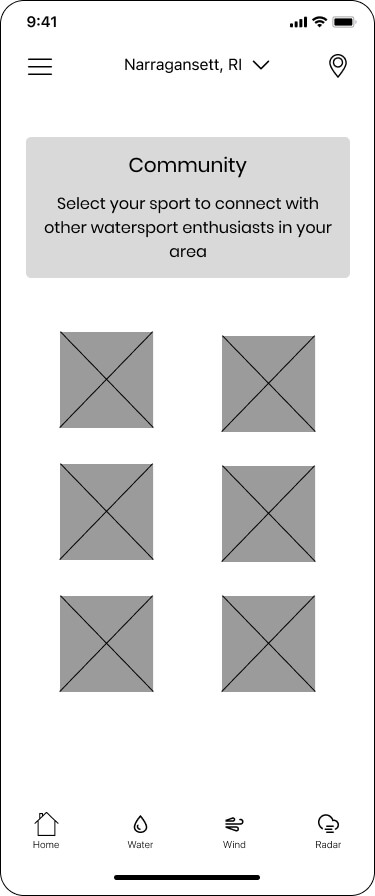 9:41
Narragansett, RI
Community
Select your sport to connect with
other watersport enthusiasts in your
area
Home Water Wind Radar